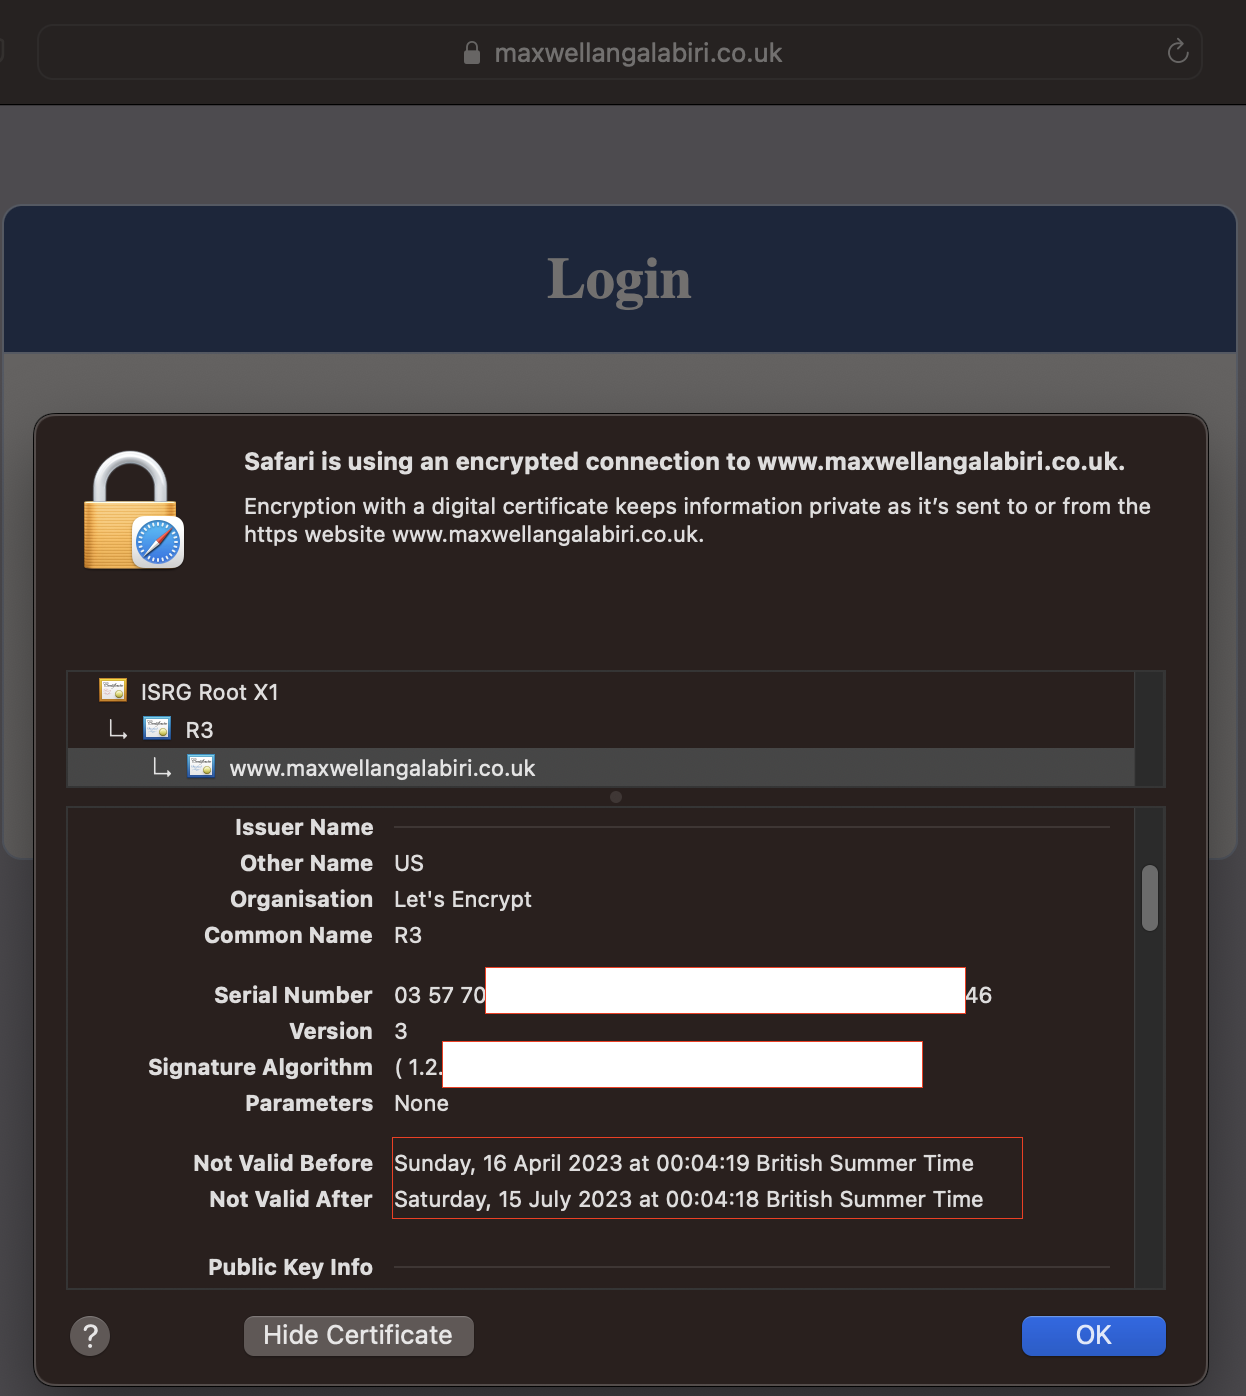 maxwellangalabiri.co.uk
Login
Safari is using an encrypted connection to www.maxwellangalabiri.co.uk.
Encryption with a digital certificate keeps information private as it’s sent to or from the
https website www.maxwellangalabiri.co.uk.
ISRG Root X1
R3
www.maxwellangalabiri.co.uk
Issuer Name
Other Name US
Organisation Let's Encrypt
Common Name R3
Serial Number 03 57 70 46
Version 3
Signature Algorithm ( 1.2.
Parameters None
Not Valid Before Sunday, 16 April 2023 at 00:04:19 British Summer Time
Not Valid After Saturday, 15 July 2023 at 00:04:18 British Summer Time
Public Key Info
? Hide Certificate OK